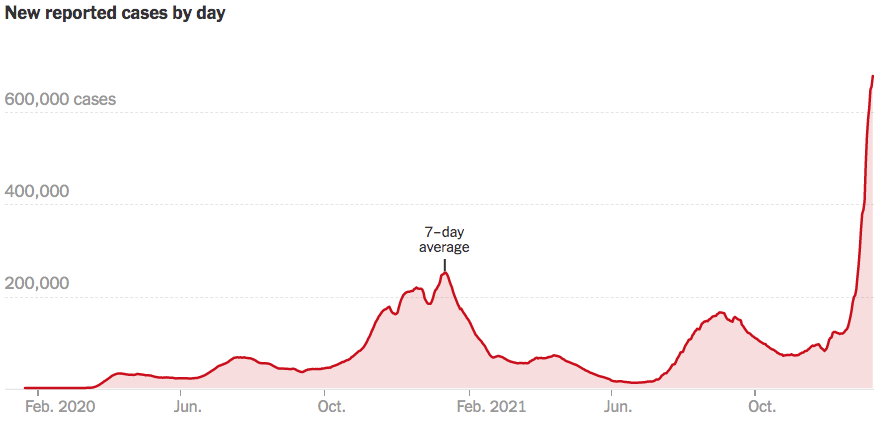 New reported cases by day
600,000 cases
400,000
7–day
average
200,000
Feb. 2020 Jun. Oct. Feb. 2021 Jun. Oct.